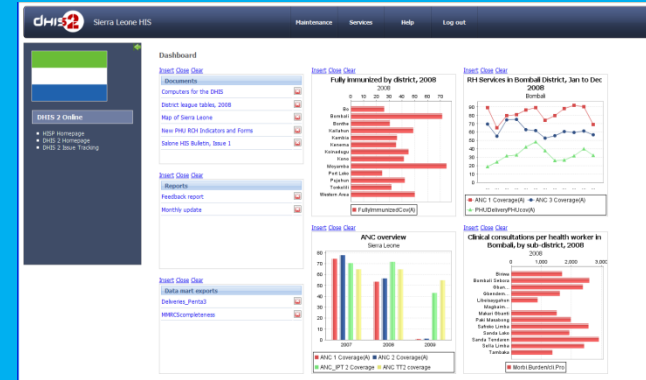 dhis2 Sierra Leone HIS
Maintenance Services Help Log out
DHIS 2 Online
HISP Homepage
DHIS 2 Homepage
DHIS 2 Issue Tracking
Dashboard
Insert Close Clear
Documents
Computers for the DHIS
District league tables, 2008
Map of Sierra Leone
New PHU RCH Indicators and Forms
Salone HIS Bulletin, Issue 1
Insert Close Clear
Reports
Feedback report
Monthly update
Insert Close Clear
Data mart exports
Deliveres_Penta3
MMRCScompleteness
Insert Close Clear
Fully immunized by district, 2008
2008
0 10 20 30 40 50 60 70
Bo
Bombali
Bonthe
Kailahun
Kambia
Kenema
Koinadugu
Kono
Moyamba
Port Loko
Pujehun
Tonkolili
Western Area
FullyImmunizedCov(A)
Insert Close Clear
RH Services in Bombali District, Jan to Dec
2008
Bombali
90
80
70
60
50
40
30
20
10
0
ANC 1 Coverage(A) ANC 3 Coverage(A)
PHUDeliveryPHUcov(A)
Insert Close Clear
ANC overview
Sierra Leone
80
70
60
50
40
30
20
10
0
2007 2008 2009
ANC 1 Coverage(A) ANC 2 Coverage(A)
ANC_IPT 2 Coverage ANC TT2 coverage
Insert Close Clear
Clinical consultations per health worker in
Bombali, by sub-district, 2008
2008
0 1.000 2.000 3.000
Biriwa
Bombali Sebora
Gbendem...
Libeisaygahun
Magbaim...
Makari Gbanti
Paki Masabong
Safroko Limba
Sanda Loko
Sanda Tendaren
Sella Limba
Tambaka